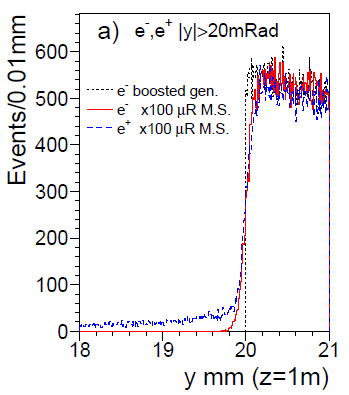 a) e-,e+ |y|>20mRad
e- boosted gen.
e- x100 μR M.S.
e+ x100 μR M.S.
Events/0.01mm
600
500
400
300
200
100
0
18 19 20 21
y mm (z=1m)